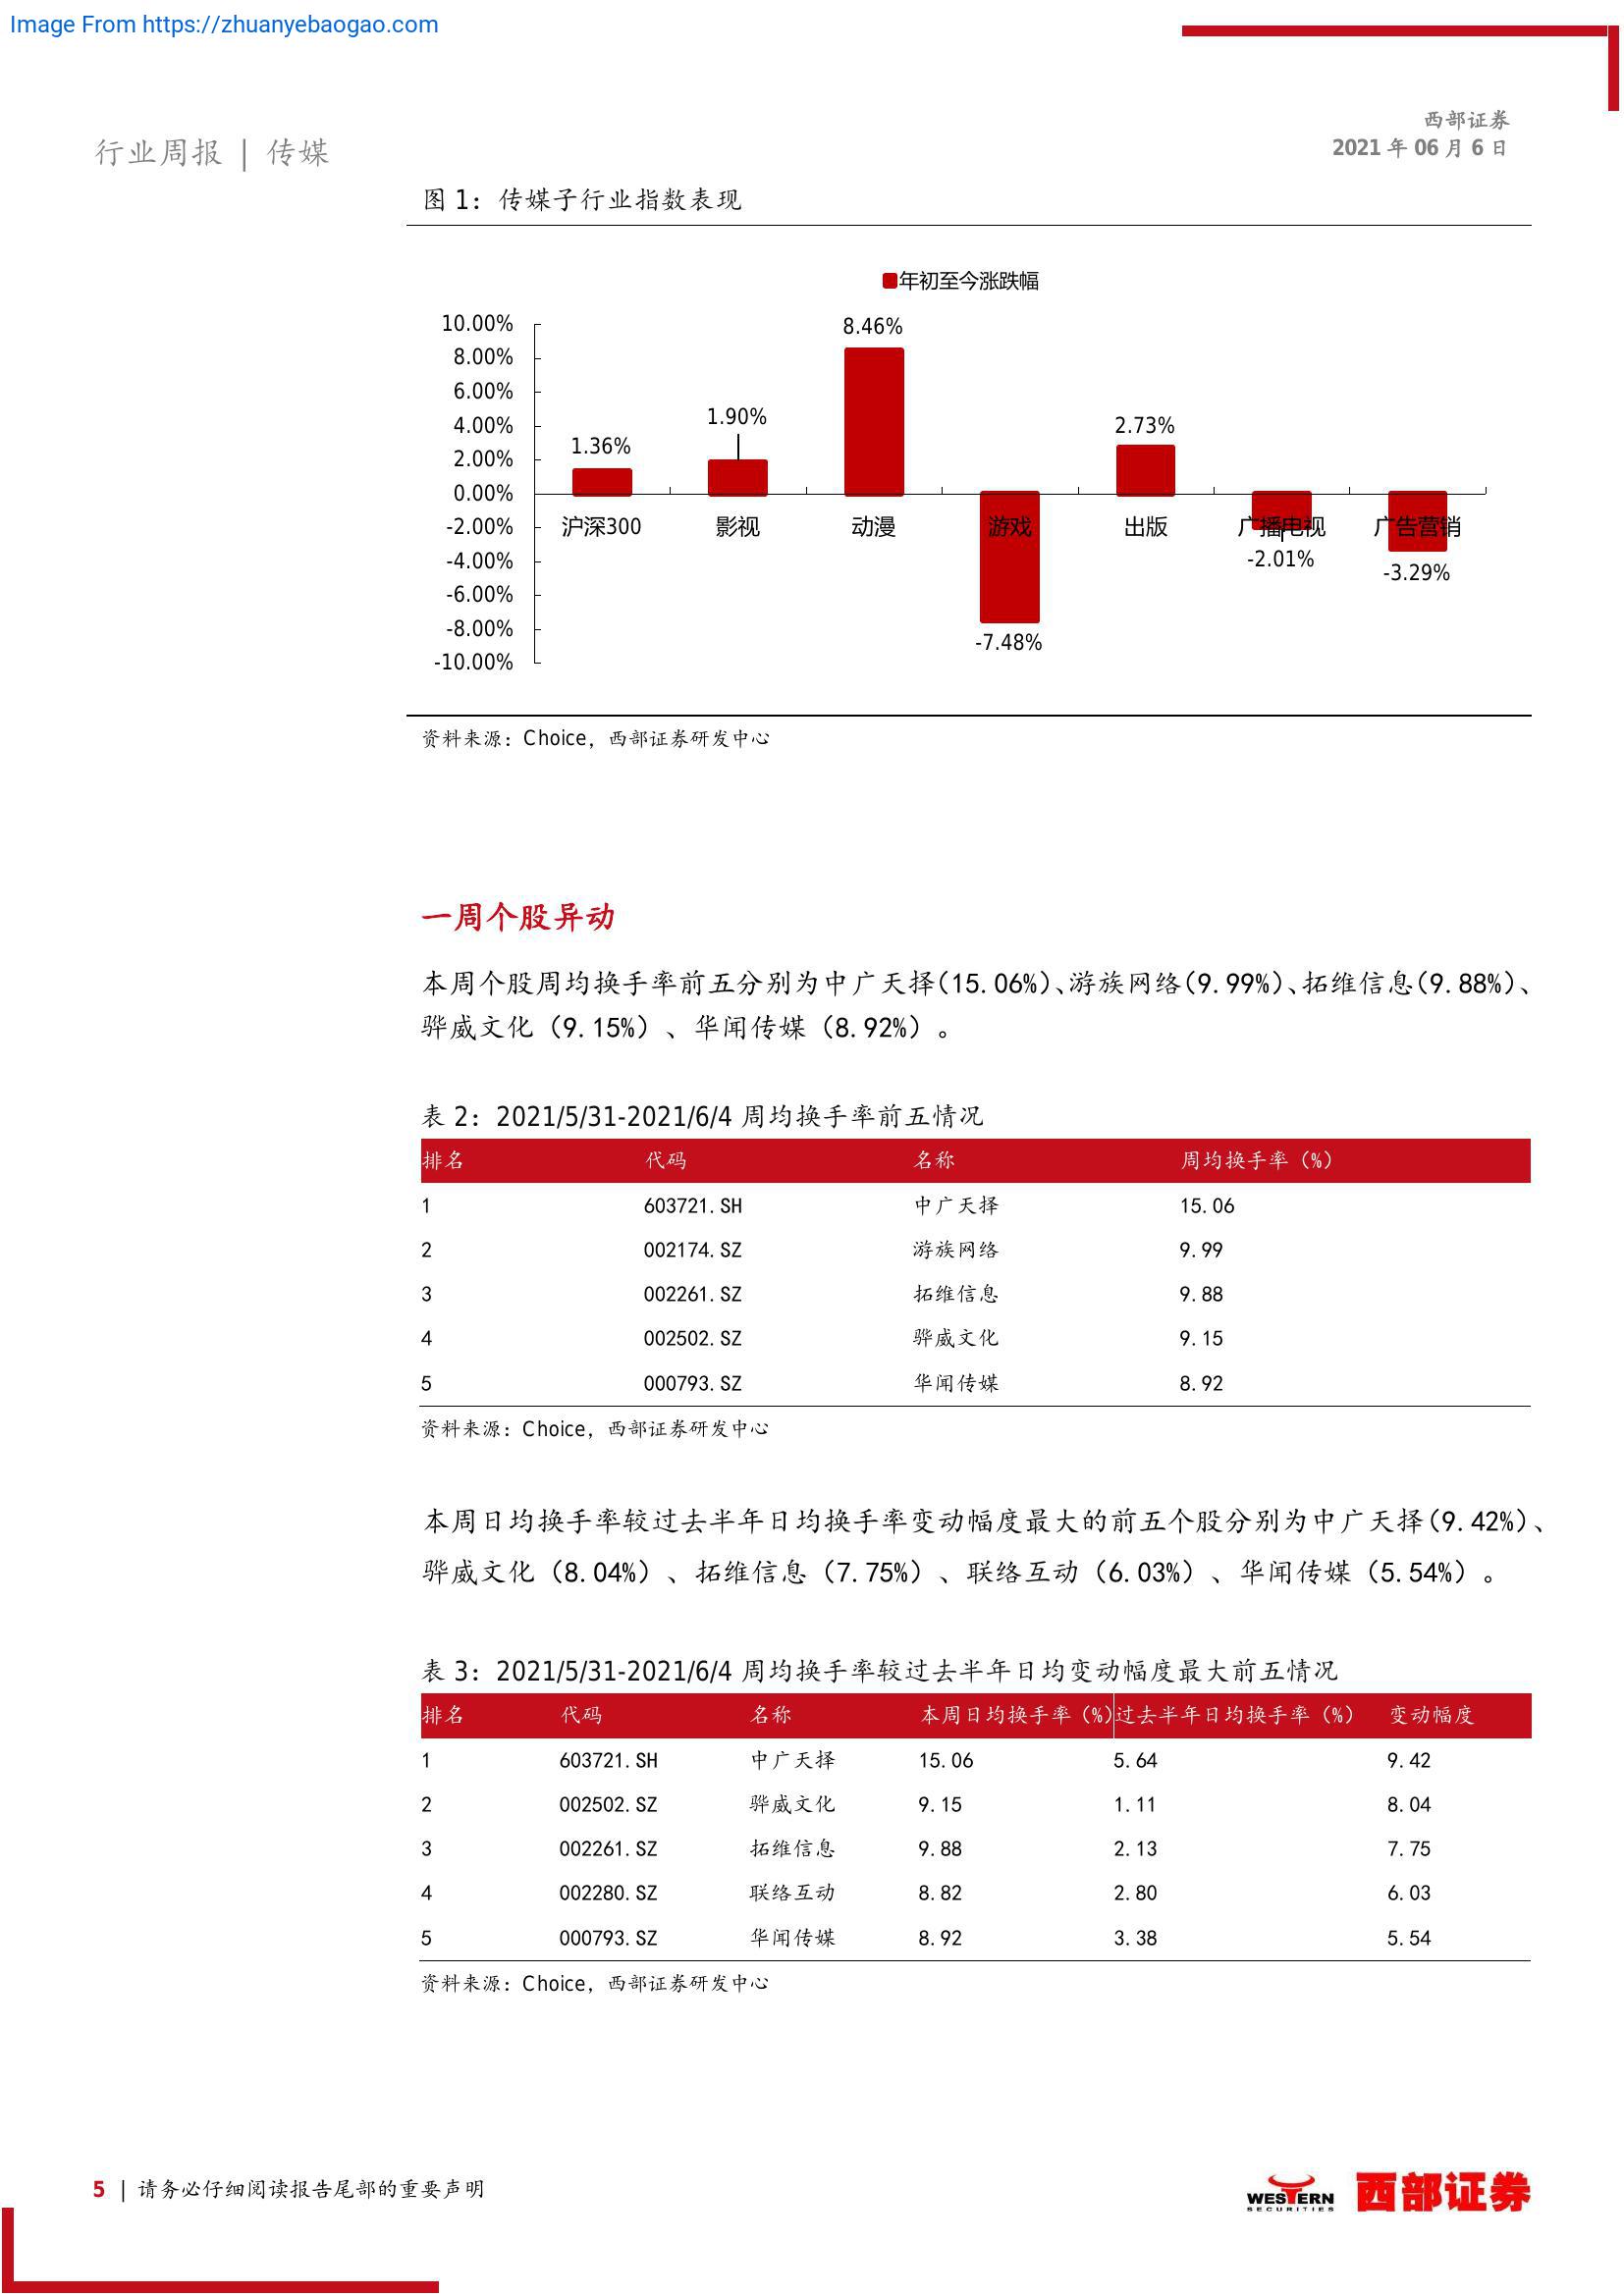 Image From https://zhuanyebaogao.com
西部证券
2021 年 06 月 6 日
行业周报 | 传媒
图 1：传媒子行业指数表现
年初至今涨跌幅
10.00%
8.00%
6.00%
4.00%
2.00%
0.00%
-2.00%
-4.00%
-6.00%
-8.00%
-10.00%
1.36% 1.90% 8.46% -7.48% 2.73% -2.01% -3.29%
沪深300 影视 动漫 游戏 出版 广播电视 广告营销
资料来源：Choice，西部证券研发中心
一周个股异动
本周个股周均换手率前五分别为中广天择(15.06%)、游族网络(9.99%)、拓维信息(9.88%)、
骅威文化（9.15%）、华闻传媒（8.92%）。
表 2：2021/5/31-2021/6/4 周均换手率前五情况
排名 代码 名称 周均换手率（%）
1 603721.SH 中广天择 15.06
2 002174.SZ 游族网络 9.99
3 002261.SZ 拓维信息 9.88
4 002502.SZ 骅威文化 9.15
5 000793.SZ 华闻传媒 8.92
资料来源：Choice，西部证券研发中心
本周日均换手率较过去半年日均换手率变动幅度最大的前五个股分别为中广天择(9.42%)、
骅威文化（8.04%）、拓维信息（7.75%）、联络互动（6.03%）、华闻传媒（5.54%）。
表 3：2021/5/31-2021/6/4 周均换手率较过去半年日均变动幅度最大前五情况
排名 代码 名称 本周日均换手率（%） 过去半年日均换手率（%） 变动幅度
1 603721.SH 中广天择 15.06 5.64 9.42
2 002502.SZ 骅威文化 9.15 1.11 8.04
3 002261.SZ 拓维信息 9.88 2.13 7.75
4 002280.SZ 联络互动 8.82 2.80 6.03
5 000793.SZ 华闻传媒 8.92 3.38 5.54
资料来源：Choice，西部证券研发中心
5 | 请务必仔细阅读报告尾部的重要声明
WESTERN
SECURITIES
西部证券